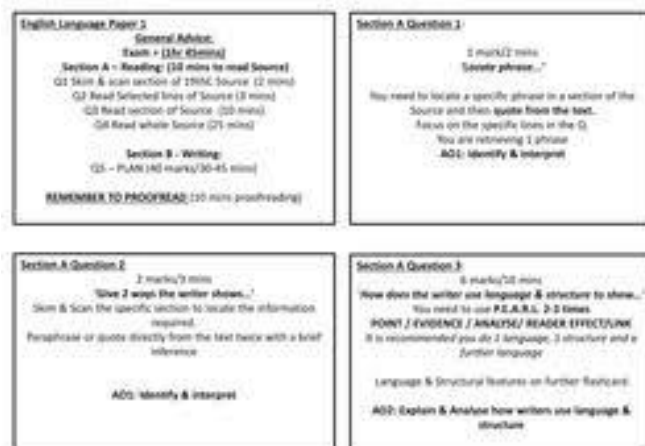 English Language Paper 1
General Advice:
Exam = (1hr 45mins)
Section A – Reading: (10 mins to read Source)
Q1 Skim & scan section of 19thC Source (2 mins)
Q2 Read Selected lines of Source (3 mins)
Q3 Read section of Source (10 mins)
Q4 Read whole Source (25 mins)
Section B - Writing:
Q5 – PLAN (40 marks/30-45 mins)
REMEMBER TO PROOFREAD (10 mins proofreading)
Section A Question 1:
1 mark/2 mins
'Locate phrase…'
You need to locate a specific phrase in a section of the
Source and then quote from the text.
Focus on the specific lines in the Q.
You are retrieving 1 phrase
AO1: Identify & interpret
Section A Question 2
2 marks/3 mins
'Give 2 ways the writer shows…'
Skim & Scan the specific section to locate the information
required.
Paraphrase or quote directly from the text twice with a brief
inference
AO1: Identify & interpret
Section A Question 3:
6 marks/10 mins
'How does the writer use language & structure to show…'
You need to use P.E.A.R.L. 2-3 times
POINT / EVIDENCE / ANALYSE/ READER EFFECT/LINK
It is recommended you do 1 language, 1 structure and a
further language
Language & Structural features on further flashcard.
AO2: Explain & Analyse how writers use language &
structure